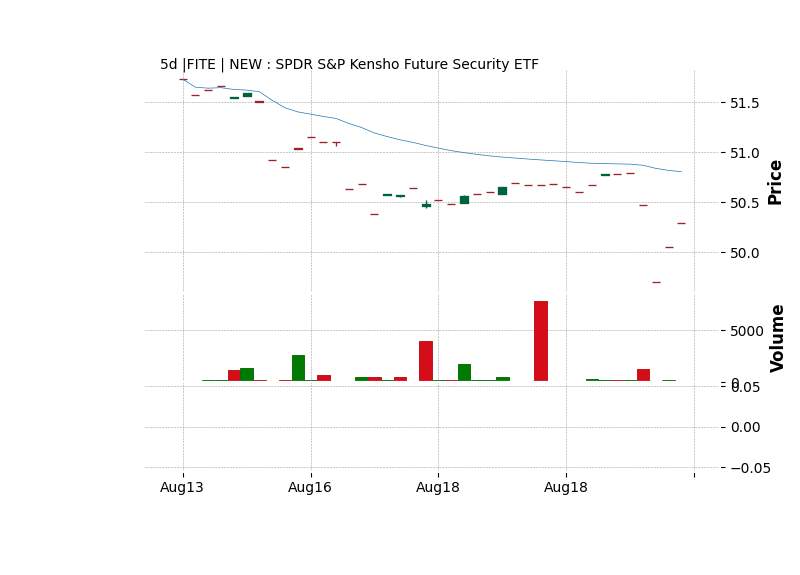 5d |FITE | NEW : SPDR S&P Kensho Future Security ETF
51.5
51.0
50.5
50.0
Price
5000
0
Volume
0.05
0.00
−0.05
Aug13 Aug16 Aug18 Aug18